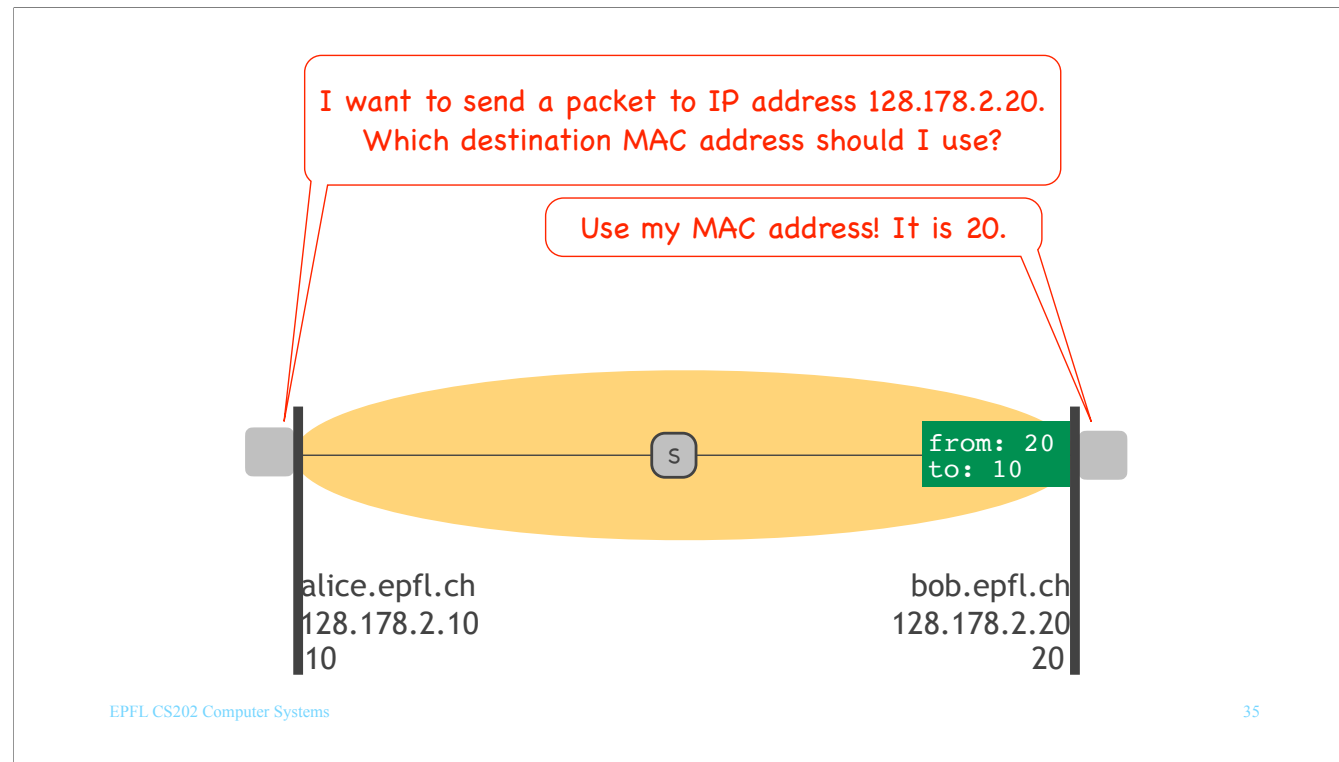 I want to send a packet to IP address 128.178.2.20.
Which destination MAC address should I use?
Use my MAC address! It is 20.
S
from: 20
to: 10
alice.epfl.ch
128.178.2.10
10
bob.epfl.ch
128.178.2.20
20
EPFL CS202 Computer Systems
35